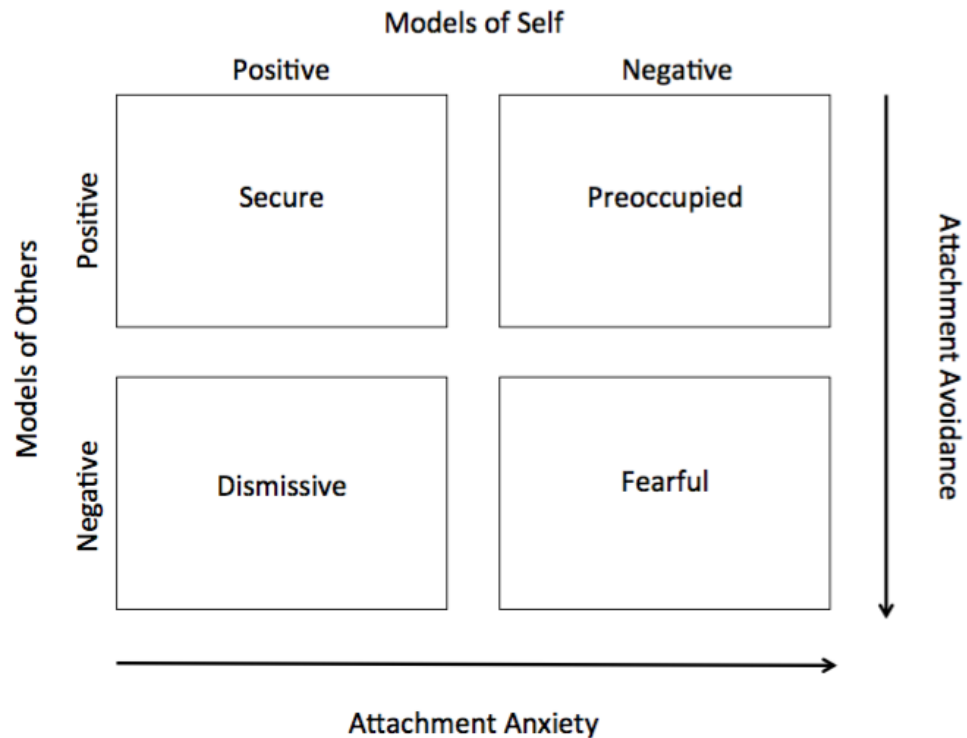 Models of Self
Positive
Negative
Models of Others
Positive
Secure
Preoccupied
Attachment Avoidance
Negative
Dismissive
Fearful
Attachment Anxiety